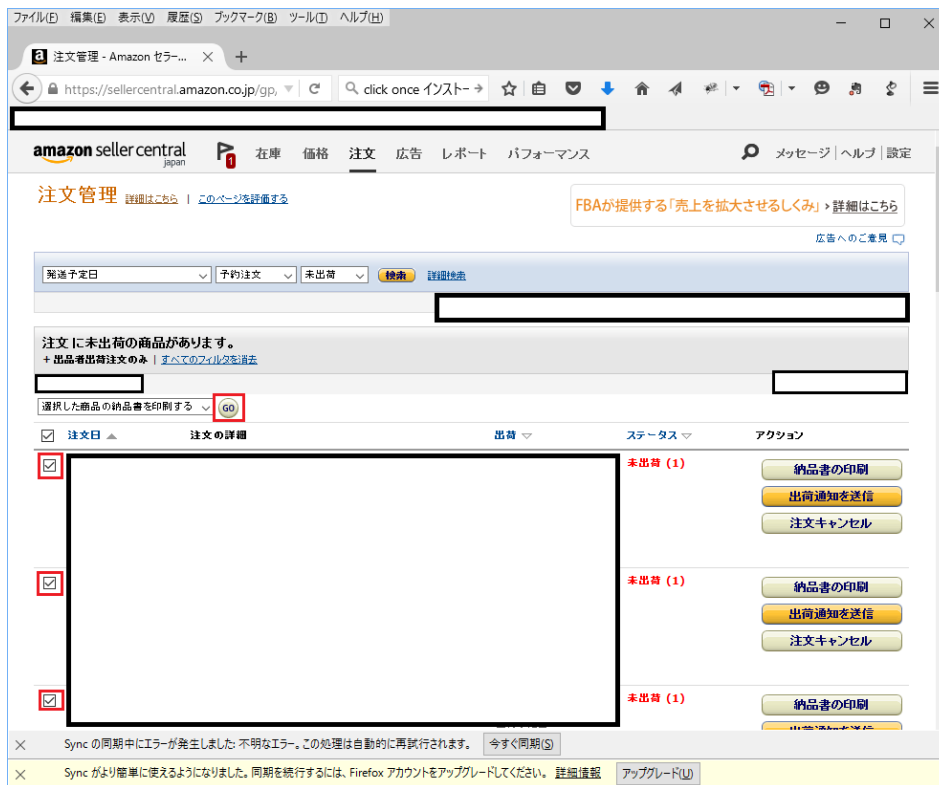 ファイル(F) 編集(E) 表示(V) 履歴(S) ブックマーク(B) ツール(T) ヘルプ(H)
注文管理 - Amazon セラー...
https://sellercentral.amazon.co.jp/gp/ click once インストー
amazon seller central japan 1 在庫 価格 注文 広告 レポート パフォーマンス メッセージ | ヘルプ | 設定
注文管理 詳細はこちら | このページを評価する
FBAが提供する「売上を拡大させるしくみ」 › 詳細はこちら
広告へのご意見
発送予定日 予約注文 未出荷 検索 詳細検索
注文 に未出荷の商品があります。
+ 出品者出荷注文のみ | すべてのフィルタを消去
選択した商品の納品書を印刷する GO
注文日 注文の詳細 出荷 ステータス アクション
未出荷 (1) 納品書の印刷
出荷通知を送信
注文キャンセル
未出荷 (1) 納品書の印刷
出荷通知を送信
注文キャンセル
未出荷 (1) 納品書の印刷
出荷通知を送信
Sync の同期中にエラーが発生しました: 不明なエラー。この処理は自動的に再試行されます。 今すぐ同期(S)
Sync がより簡単に使えるようになりました。同期を続行するには、Firefox アカウントをアップグレードしてください。 詳細情報 アップグレード(U)